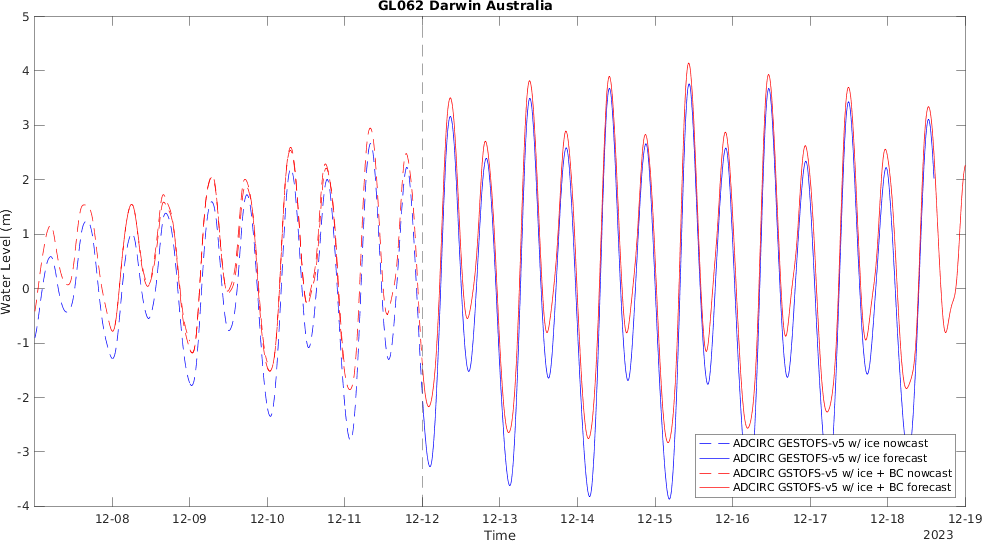 GL062 Darwin Australia
5
4
3
2
1
0
-1
-2
-3
-4
Water Level (m)
ADCIRC GESTOFS-v5 w/ ice nowcast
ADCIRC GESTOFS-v5 w/ ice forecast
ADCIRC GSTOFS-v5 w/ ice + BC nowcast
ADCIRC GSTOFS-v5 w/ ice + BC forecast
12-08 12-09 12-10 12-11 12-12 12-13 12-14 12-15 12-16 12-17 12-18 12-19
Time
2023